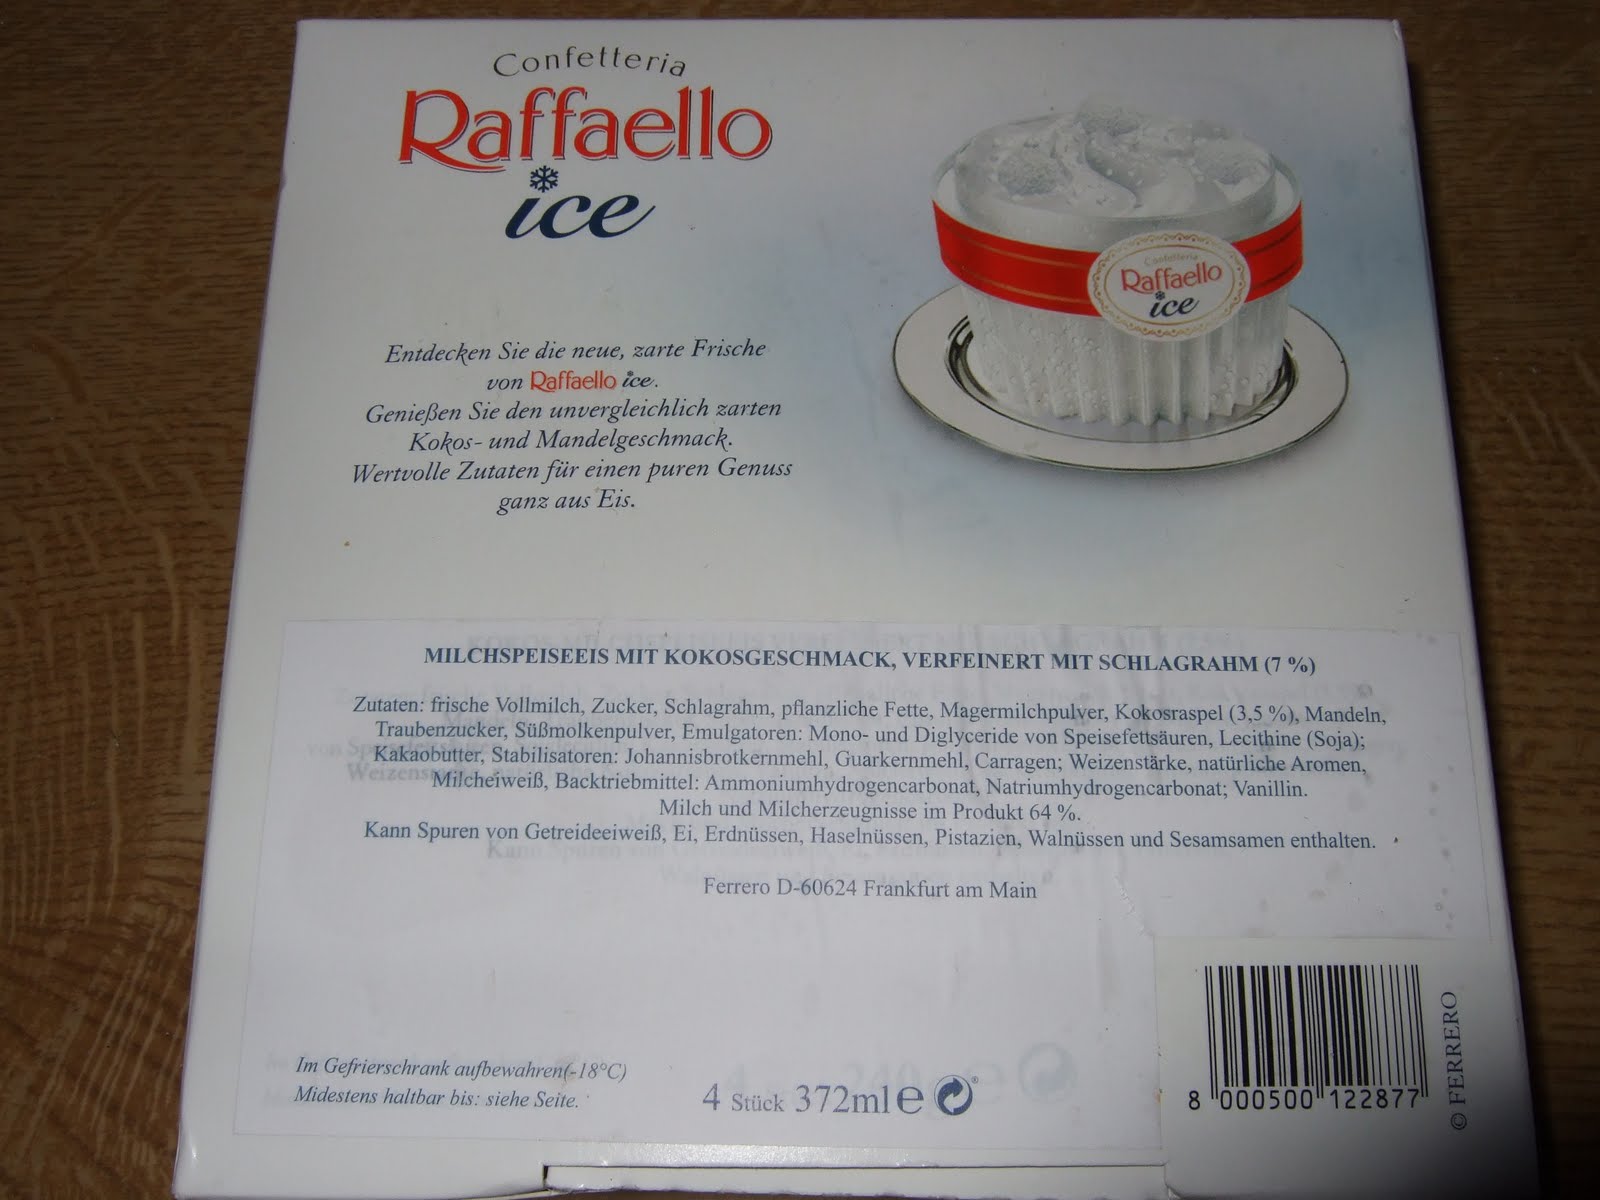 Confetteria
Raffaello
ice
Confetteria
Raffaello
ice
Entdecken Sie die neue, zarte Frische
von Raffaello ice.
Genießen Sie den unvergleichlich zarten
Kokos- und Mandelgeschmack.
Wertvolle Zutaten für einen puren Genuss
ganz aus Eis.
MILCHSPEISEEIS MIT KOKOSGESCHMACK, VERFEINERT MIT SCHLAGRAHM (7 %)
Zutaten: frische Vollmilch, Zucker, Schlagrahm, pflanzliche Fette, Magermilchpulver, Kokosraspel (3,5 %), Mandeln,
Traubenzucker, Süßmolkenpulver, Emulgatoren: Mono- und Diglyceride von Speisefettsäuren, Lecithine (Soja);
Kakaobutter, Stabilisatoren: Johannisbrotkernmehl, Guarkernmehl, Carragen; Weizenstärke, natürliche Aromen,
Milcheiweiß, Backtriebmittel: Ammoniumhydrogencarbonat, Natriumhydrogencarbonat; Vanillin.
Milch und Milcherzeugnisse im Produkt 64 %.
Kann Spuren von Getreideeiweiß, Ei, Erdnüssen, Haselnüssen, Pistazien, Walnüssen und Sesamsamen enthalten.
Ferrero D-60624 Frankfurt am Main
Im Gefrierschrank aufbewahren(-18°C)
Midestens haltbar bis: siehe Seite.
4 Stück 372ml e
8 000500 122877
© FERRERO